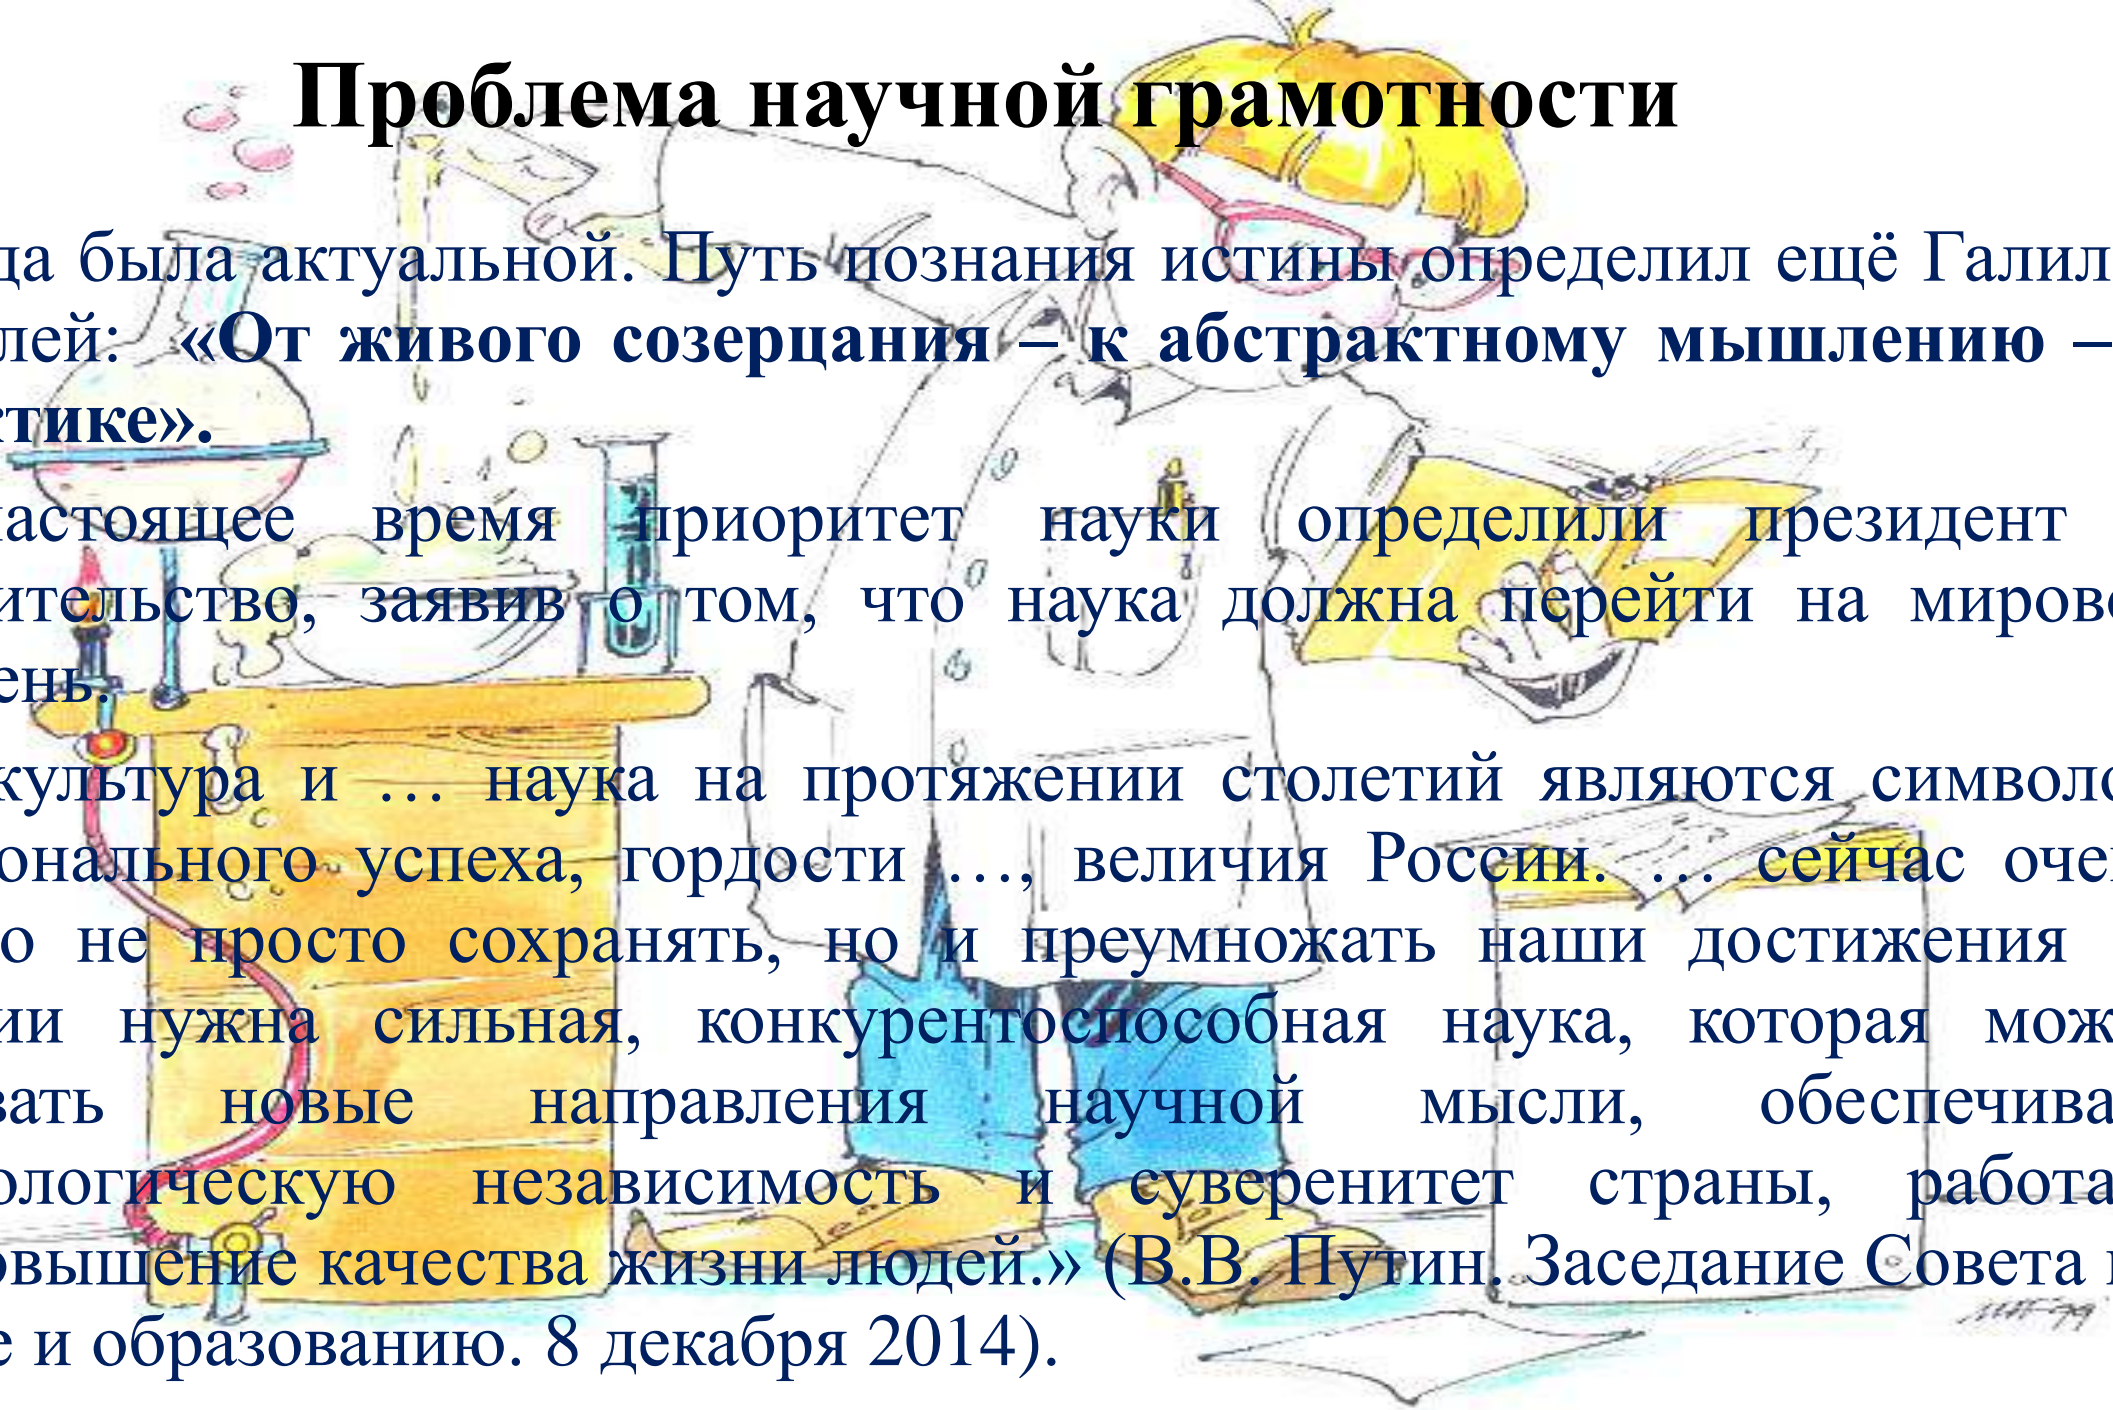 Проблема научной грамотности
да была актуальной. Путь познания истины определил ещё Галил
лей: «От живого созерцания – к абстрактному мышлению –
тике».
настоящее время приоритет науки определили президент
ительство, заявив о том, что наука должна перейти на мирово
ень.
культура и … наука на протяжении столетий являются символо
онального успеха, гордости …, величия России. … сейчас оче
о не просто сохранять, но и преумножать наши достижения
ии нужна сильная, конкурентоспособная наука, которая мож
вать новые направления научной мысли, обеспечива
ологическую независимость и суверенитет страны, работа
овышение качества жизни людей.» (В.В. Путин. Заседание Совета
е и образованию. 8 декабря 2014).